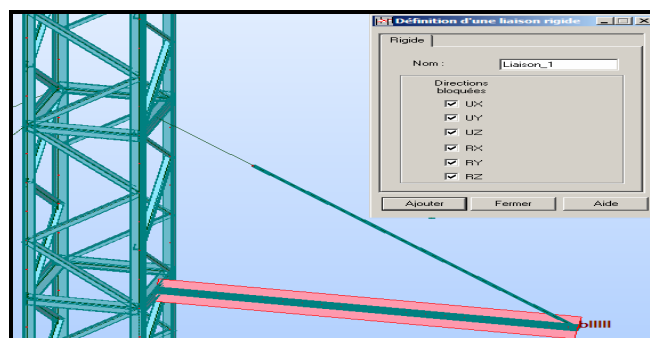 Définition d'une liaison rigide
Rigide
Nom :
Liaison_1
Directions
bloquées
UX
UY
UZ
RX
RY
RZ
Ajouter
Fermer
Aide